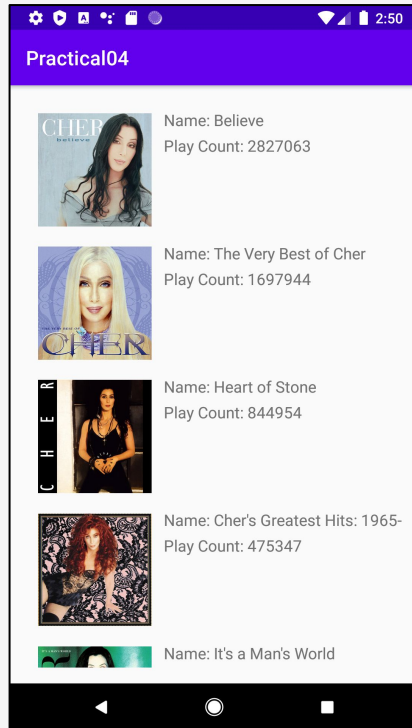 2:50
Practical04
CHER
believe
Name: Believe
Play Count: 2827063
THE VERY BEST OF
CHER
Name: The Very Best of Cher
Play Count: 1697944
CHER
Name: Heart of Stone
Play Count: 844954
Name: Cher's Greatest Hits: 1965-
Play Count: 475347
Name: It's a Man's World